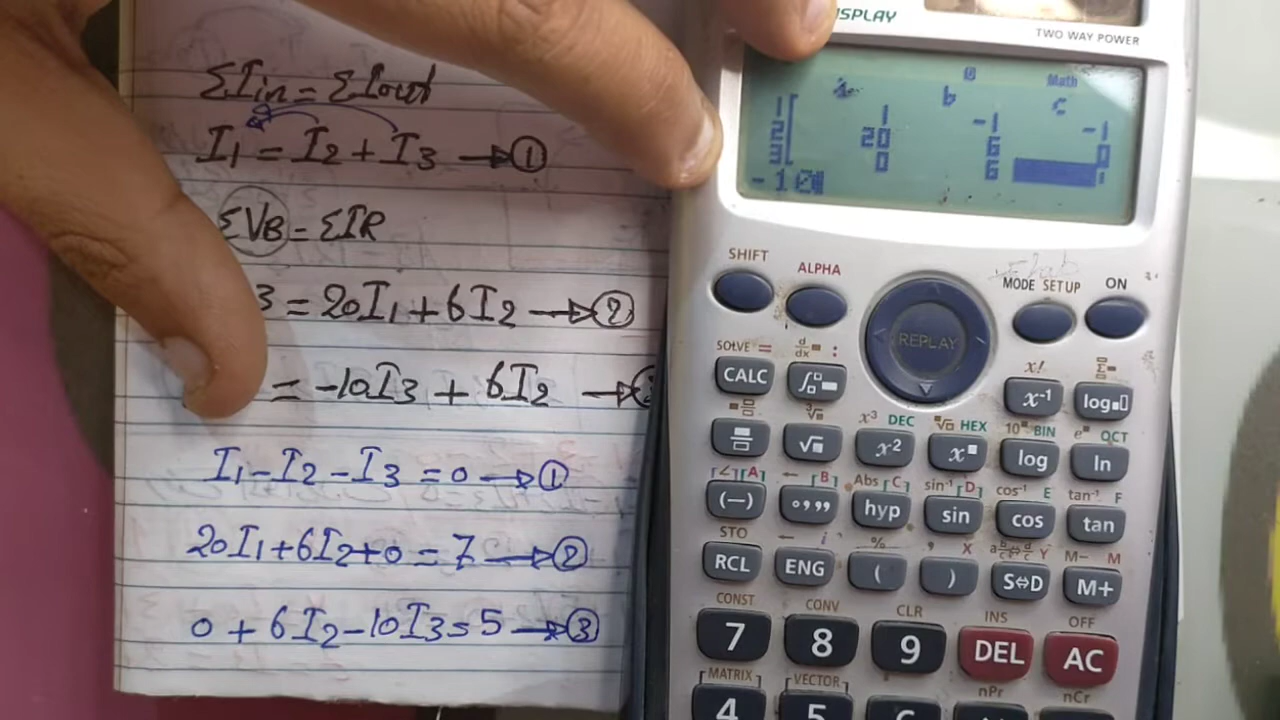 ΣIin = ΣIout
I1 = I2 + I3 → ①
ΣVB = ΣIR
3 = 20I1 + 6I2 → ②
= -10I3 + 6I2 →
I1 - I2 - I3 = 0 → ①
20I1 + 6I2 + 0 = 7 → ②
0 + 6I2 - 10I3 = 5 → ③
SPLAY
TWO WAY POWER
Math
b c
1 1 -1 -1
2 20 6 0
3 0 6
-10
SHIFT ALPHA MODE SETUP ON
REPLAY
SOLVE = d/dx = : x! Σ=
CALC ∫ x⁻¹ log
x³ DEC HEX 10 BIN e OCT
√ x² x log ln
∠ [A] ← [B] Abs [C] sin⁻¹ [D] cos⁻¹ E tan⁻¹ F
(−) °,,, hyp sin cos tan
STO ← i % , X Y M− M
RCL ENG ( ) S⇔D M+
CONST CONV CLR INS OFF
7 8 9 DEL AC
MATRIX VECTOR nPr nCr
4 5